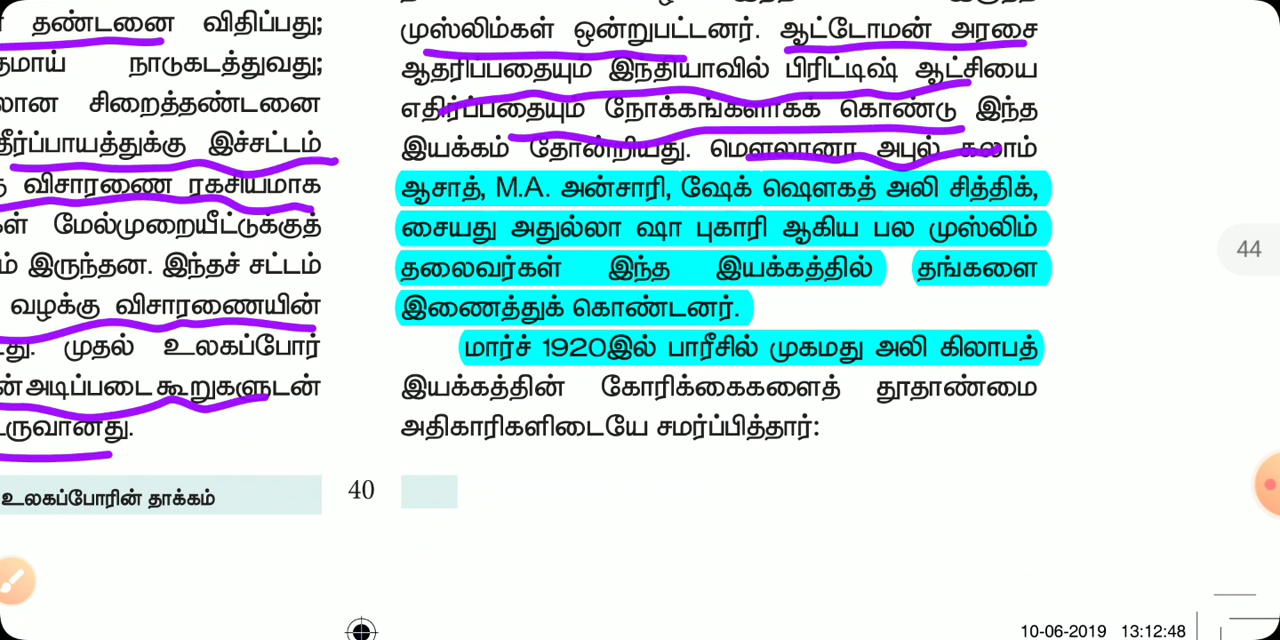 தண்டனை விதிப்பது;
நாடுகடத்துவது;
சிறைத்தண்டனை
இச்சட்டம்
விசாரணை ரகசியமாக
மேல்முறையீட்டுக்குத்
இருந்தன. இந்தச் சட்டம்
வழக்கு விசாரணையின்
முதல் உலகப்போர்
அடிப்படை கூறுகளுடன்
உலகப்போரின் தாக்கம்
40
முஸ்லிம்கள் ஒன்றுபட்டனர். ஆட்டோமன் அரசை
ஆதரிப்பதையும் இந்தியாவில் பிரிட்டிஷ் ஆட்சியை
எதிர்ப்பதையும் நோக்கங்களாகக் கொண்டு இந்த
இயக்கம் தோன்றியது. மௌலானா அபுல் கலாம்
ஆசாத், M.A. அன்சாரி, ஷேக் ஷௌகத் அலி சித்திக்,
சையது அதுல்லா ஷா புகாரி ஆகிய பல முஸ்லிம்
தலைவர்கள் இந்த இயக்கத்தில் தங்களை
இணைத்துக் கொண்டனர்.
மார்ச் 1920இல் பாரீசில் முகமது அலி கிலாபத்
இயக்கத்தின் கோரிக்கைகளைத் தூதாண்மை
அதிகாரிகளிடையே சமர்ப்பித்தார்:
44
10-06-2019 13:12:48